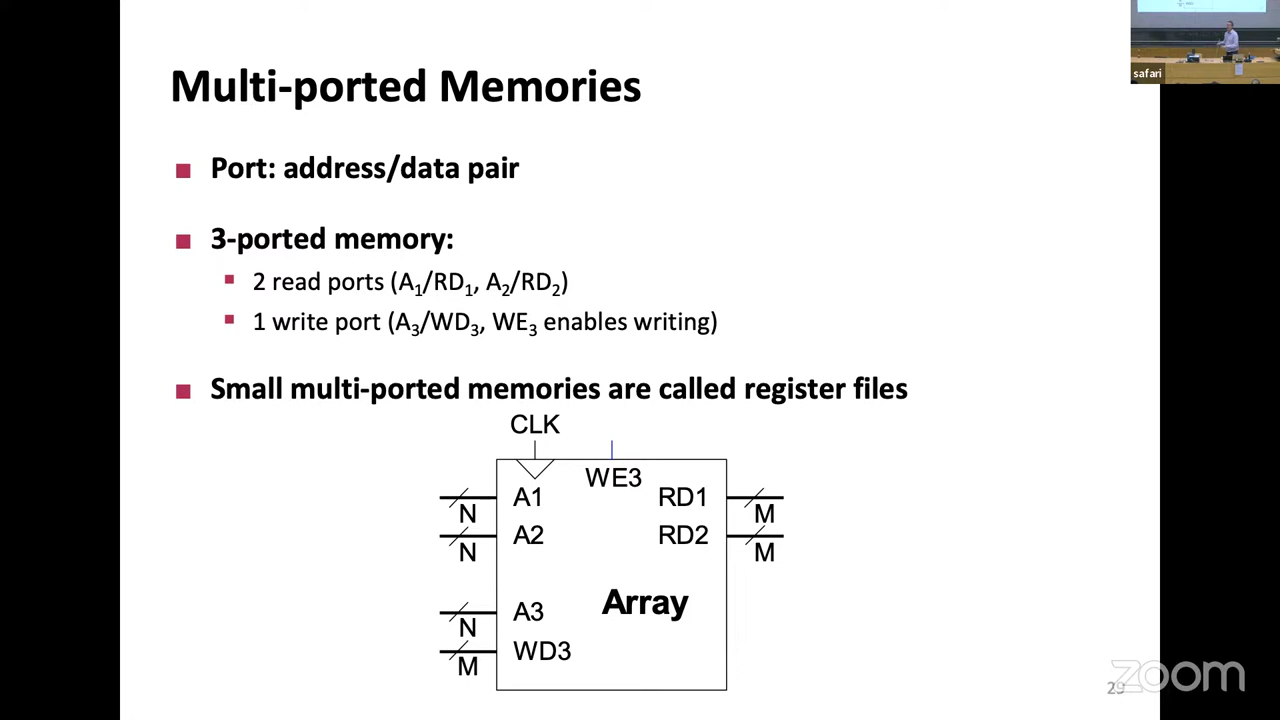 safari
Multi-ported Memories
Port: address/data pair
3-ported memory:
2 read ports (A1/RD1, A2/RD2)
1 write port (A3/WD3, WE3 enables writing)
Small multi-ported memories are called register files
CLK
WE3
A1
RD1
N
M
A2
RD2
N
M
A3
Array
N
WD3
M
29
zoom